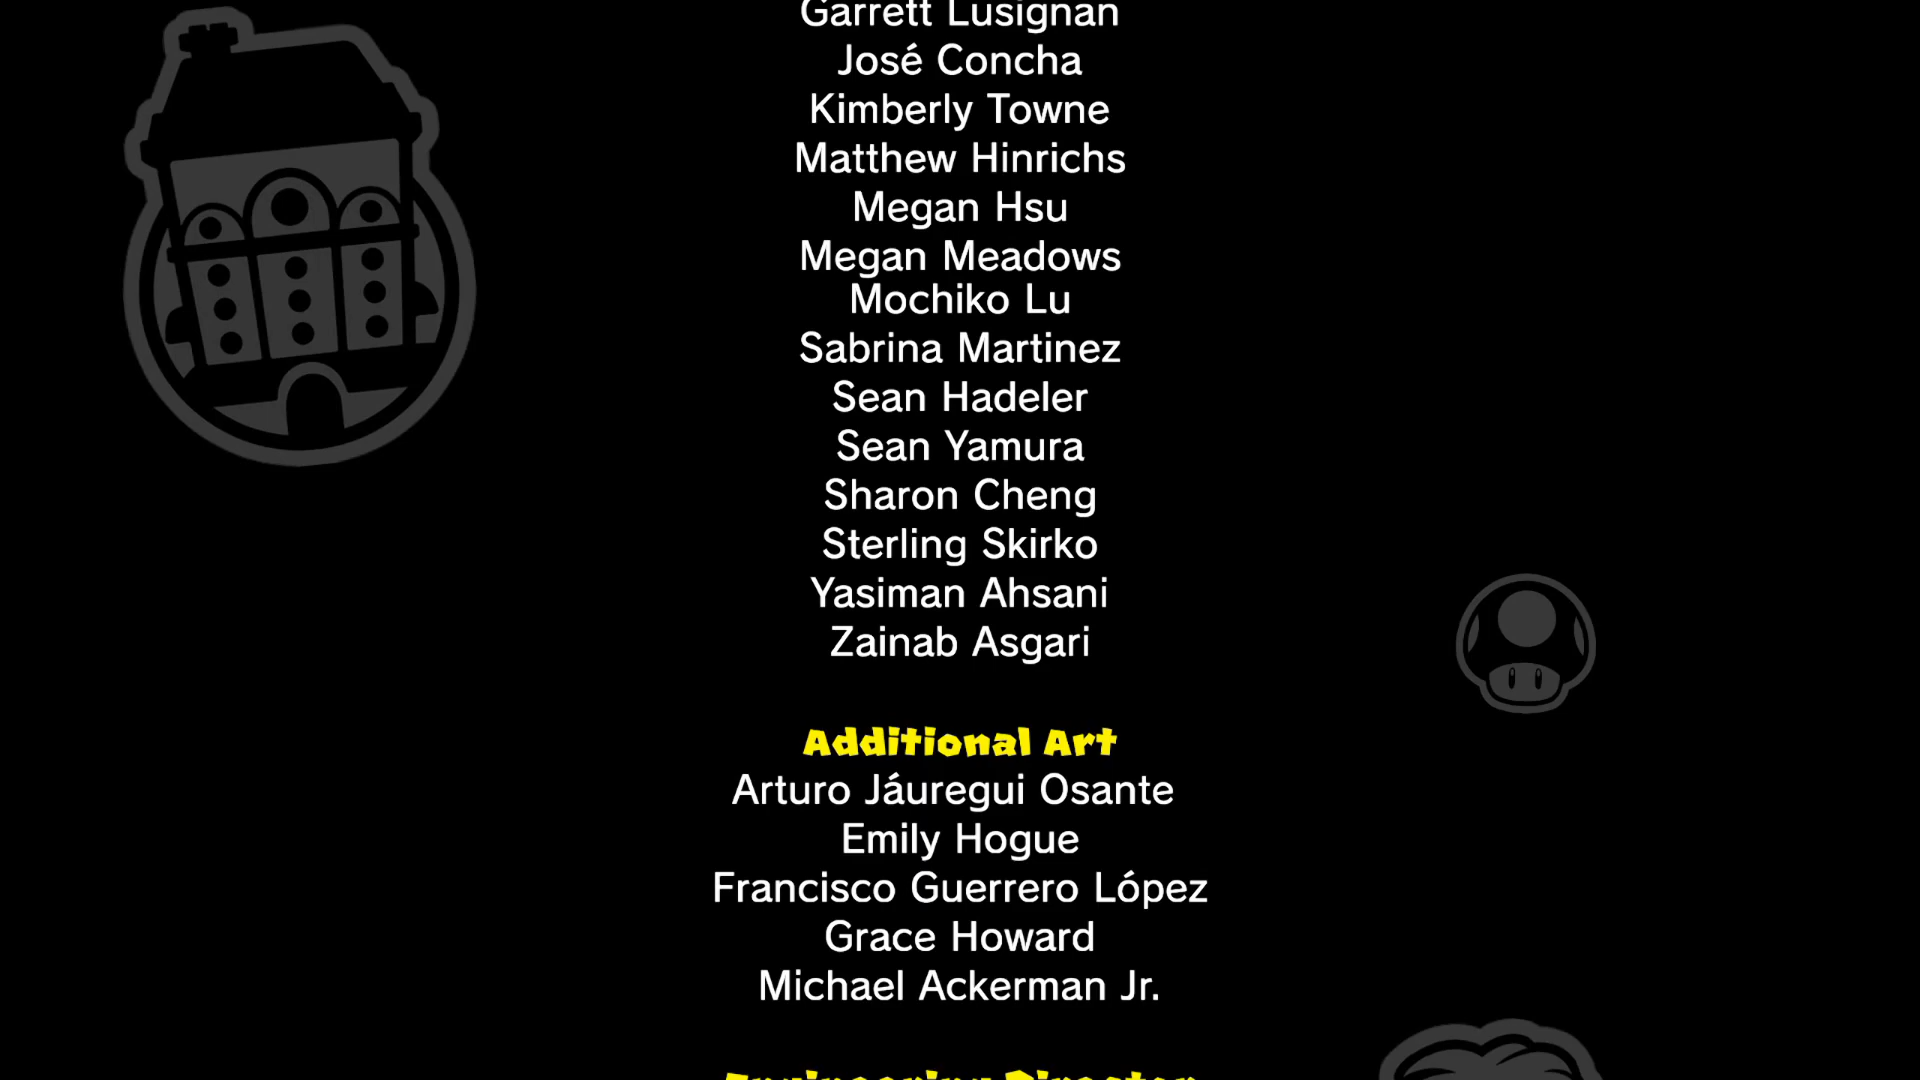 Garrett Lusignan
José Concha
Kimberly Towne
Matthew Hinrichs
Megan Hsu
Megan Meadows
Mochiko Lu
Sabrina Martinez
Sean Hadeler
Sean Yamura
Sharon Cheng
Sterling Skirko
Yasiman Ahsani
Zainab Asgari
Additional Art
Arturo Jáuregui Osante
Emily Hogue
Francisco Guerrero López
Grace Howard
Michael Ackerman Jr.
Engineering Director